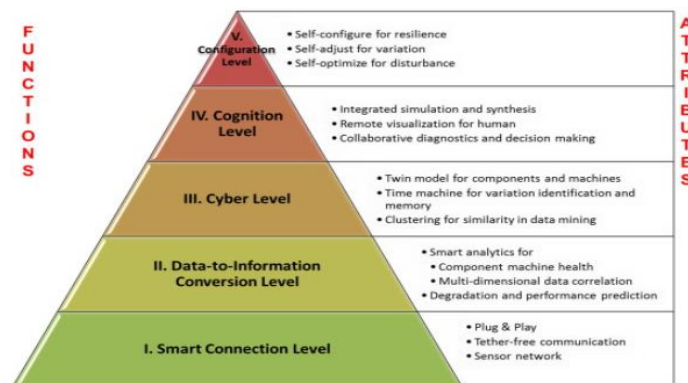 FUNCTIONS
V.
Configuration
Level
• Self-configure for resilience
• Self-adjust for variation
• Self-optimize for disturbance
IV. Cognition
Level
• Integrated simulation and synthesis
• Remote visualization for human
• Collaborative diagnostics and decision making
III. Cyber Level
• Twin model for components and machines
• Time machine for variation identification and
memory
• Clustering for similarity in data mining
II. Data-to-Information
Conversion Level
• Smart analytics for
• Component machine health
• Multi-dimensional data correlation
• Degradation and performance prediction
I. Smart Connection Level
• Plug & Play
• Tether-free communication
• Sensor network
ATTRIBUTES